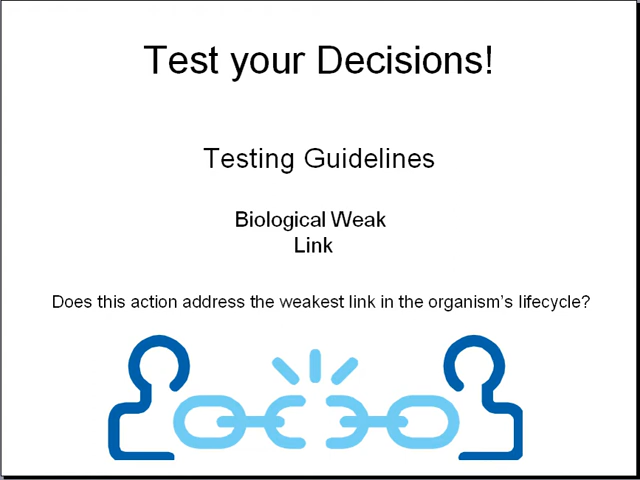 Test your Decisions!
Testing Guidelines
Biological Weak
Link
Does this action address the weakest link in the organism's lifecycle?